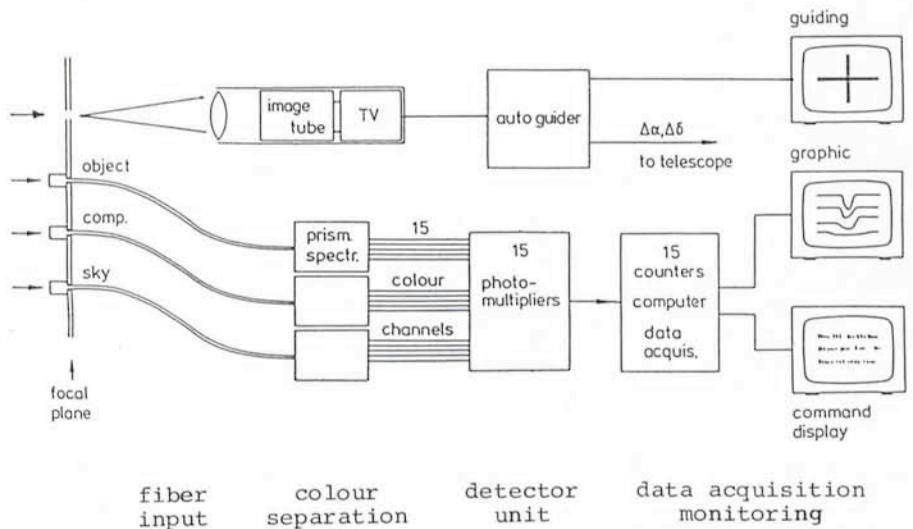 guiding
image
tube
TV
auto guider
Δα,Δδ
to telescope
graphic
object
comp.
sky
prism.
spectr.
15
colour
channels
15
photo-
multipliers
15
counters
computer
data
acquis.
focal
plane
command
display
fiber
input
colour
separation
detector
unit
data acquisition
monitoring